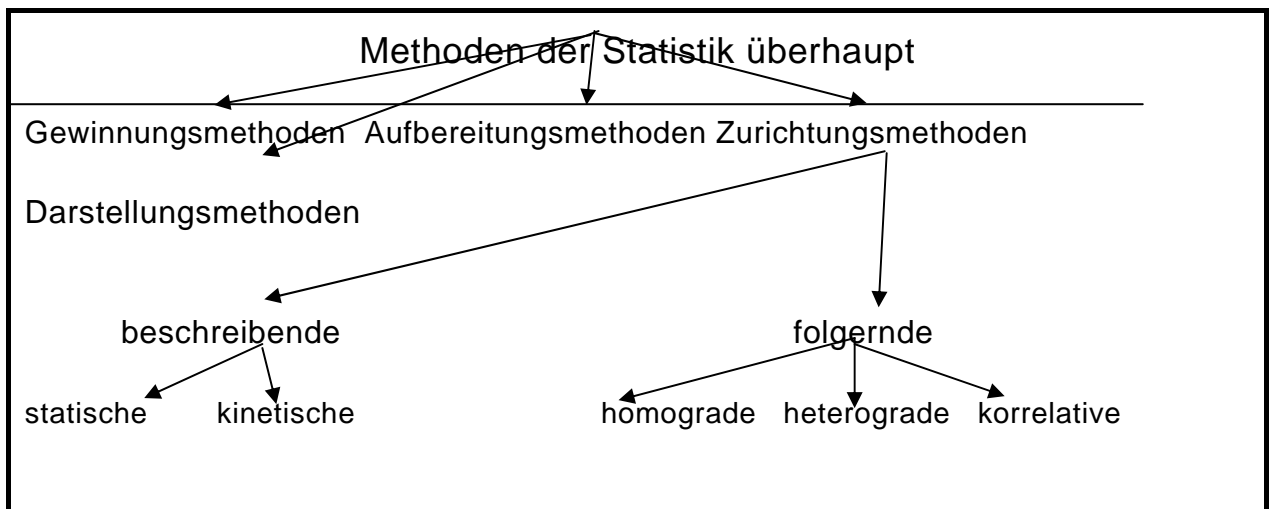 Methoden der Statistik überhaupt
Gewinnungsmethoden Aufbereitungsmethoden Zurichtungsmethoden
Darstellungsmethoden
beschreibende folgernde
statische kinetische homograde heterograde korrelative